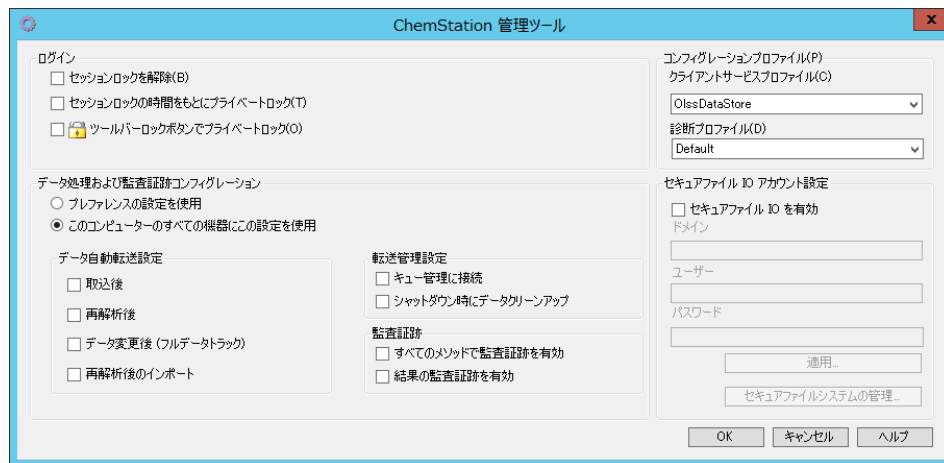 ChemStation 管理ツール
x
ログイン
セッションロックを解除(B)
セッションロックの時間をもとにプライベートロック(T)
ツールバーロックボタンでプライベートロック(O)
コンフィグレーションプロファイル(P)
クライアントサービスプロファイル(C)
OlssDataStore
診断プロファイル(D)
Default
データ処理および監査証跡コンフィグレーション
プレファレンスの設定を使用
このコンピューターのすべての機器にこの設定を使用
データ自動転送設定
取込後
再解析後
データ変更後 (フルデータトラック)
再解析後のインポート
転送管理設定
キュー管理に接続
シャットダウン時にデータクリーンアップ
監査証跡
すべてのメソッドで監査証跡を有効
結果の監査証跡を有効
セキュアファイル IO アカウント設定
セキュアファイル IO を有効
ドメイン
ユーザー
パスワード
適用...
セキュアファイルシステムの管理...
OK
キャンセル
ヘルプ